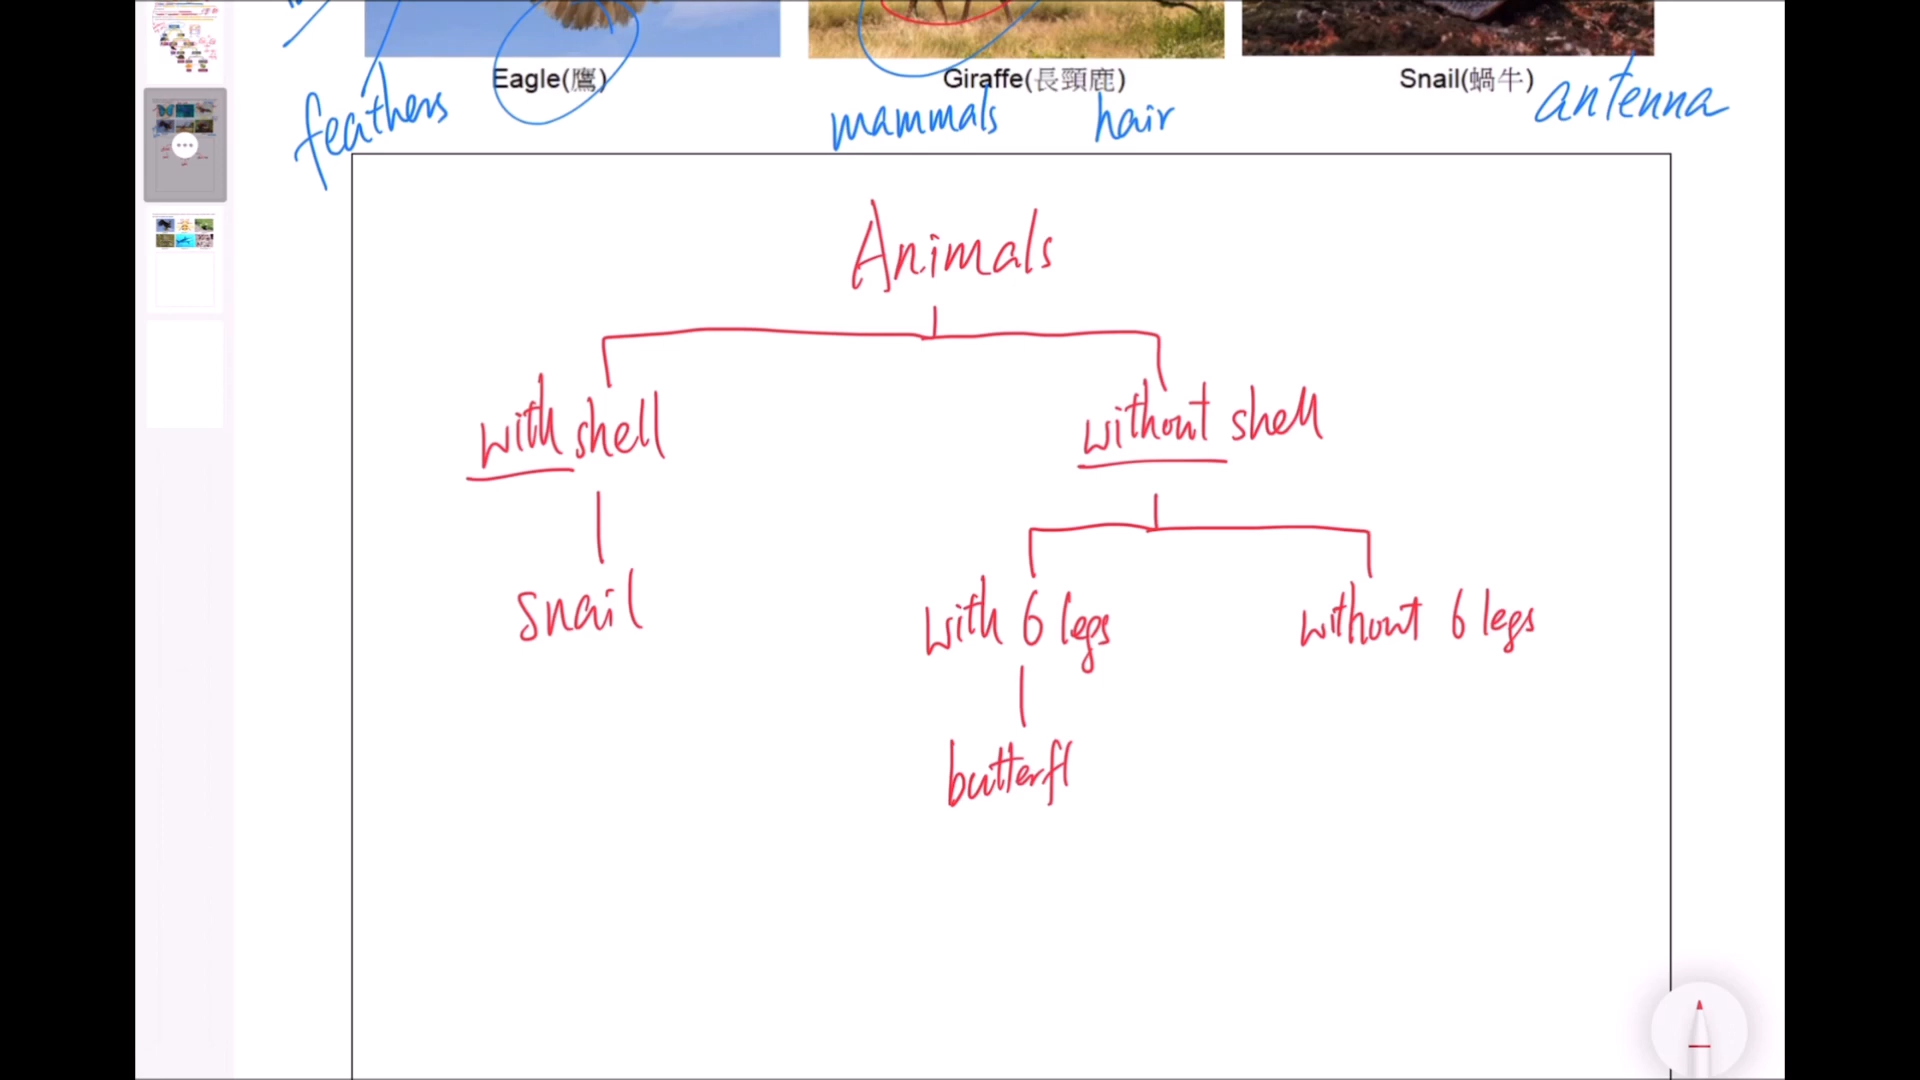 Eagle(鷹)
Giraffe(長頸鹿)
Snail(蝸牛)
feathers
mammals hair
antenna
Animals
with shell
without shell
snail
with 6 legs
without 6 legs
butterfl